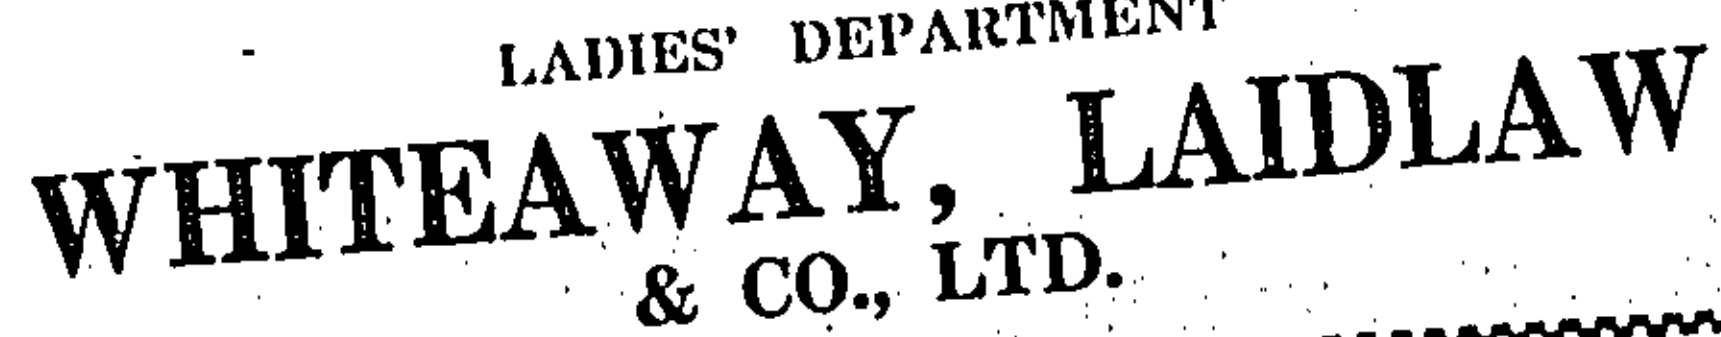 LADIES' DEPARTMENT
WHITEAWAY, LAIDLAW
& CO., LTD.